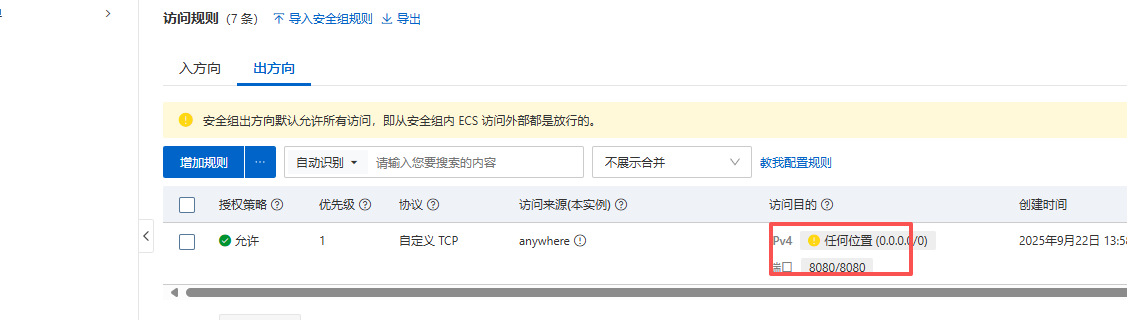 访问规则 (7 条) 导入安全组规则 导出
入方向 出方向
安全组出方向默认允许所有访问，即从安全组内 ECS 访问外部都是放行的。
增加规则 ··· 自动识别 请输入您要搜索的内容 不展示合并 教我配置规则
授权策略 优先级 协议 访问来源(本实例) 访问目的 创建时间
允许 1 自定义 TCP anywhere IPv4 任何位置 (0.0.0.0/0) 2025年9月22日 13:58
端口 8080/8080